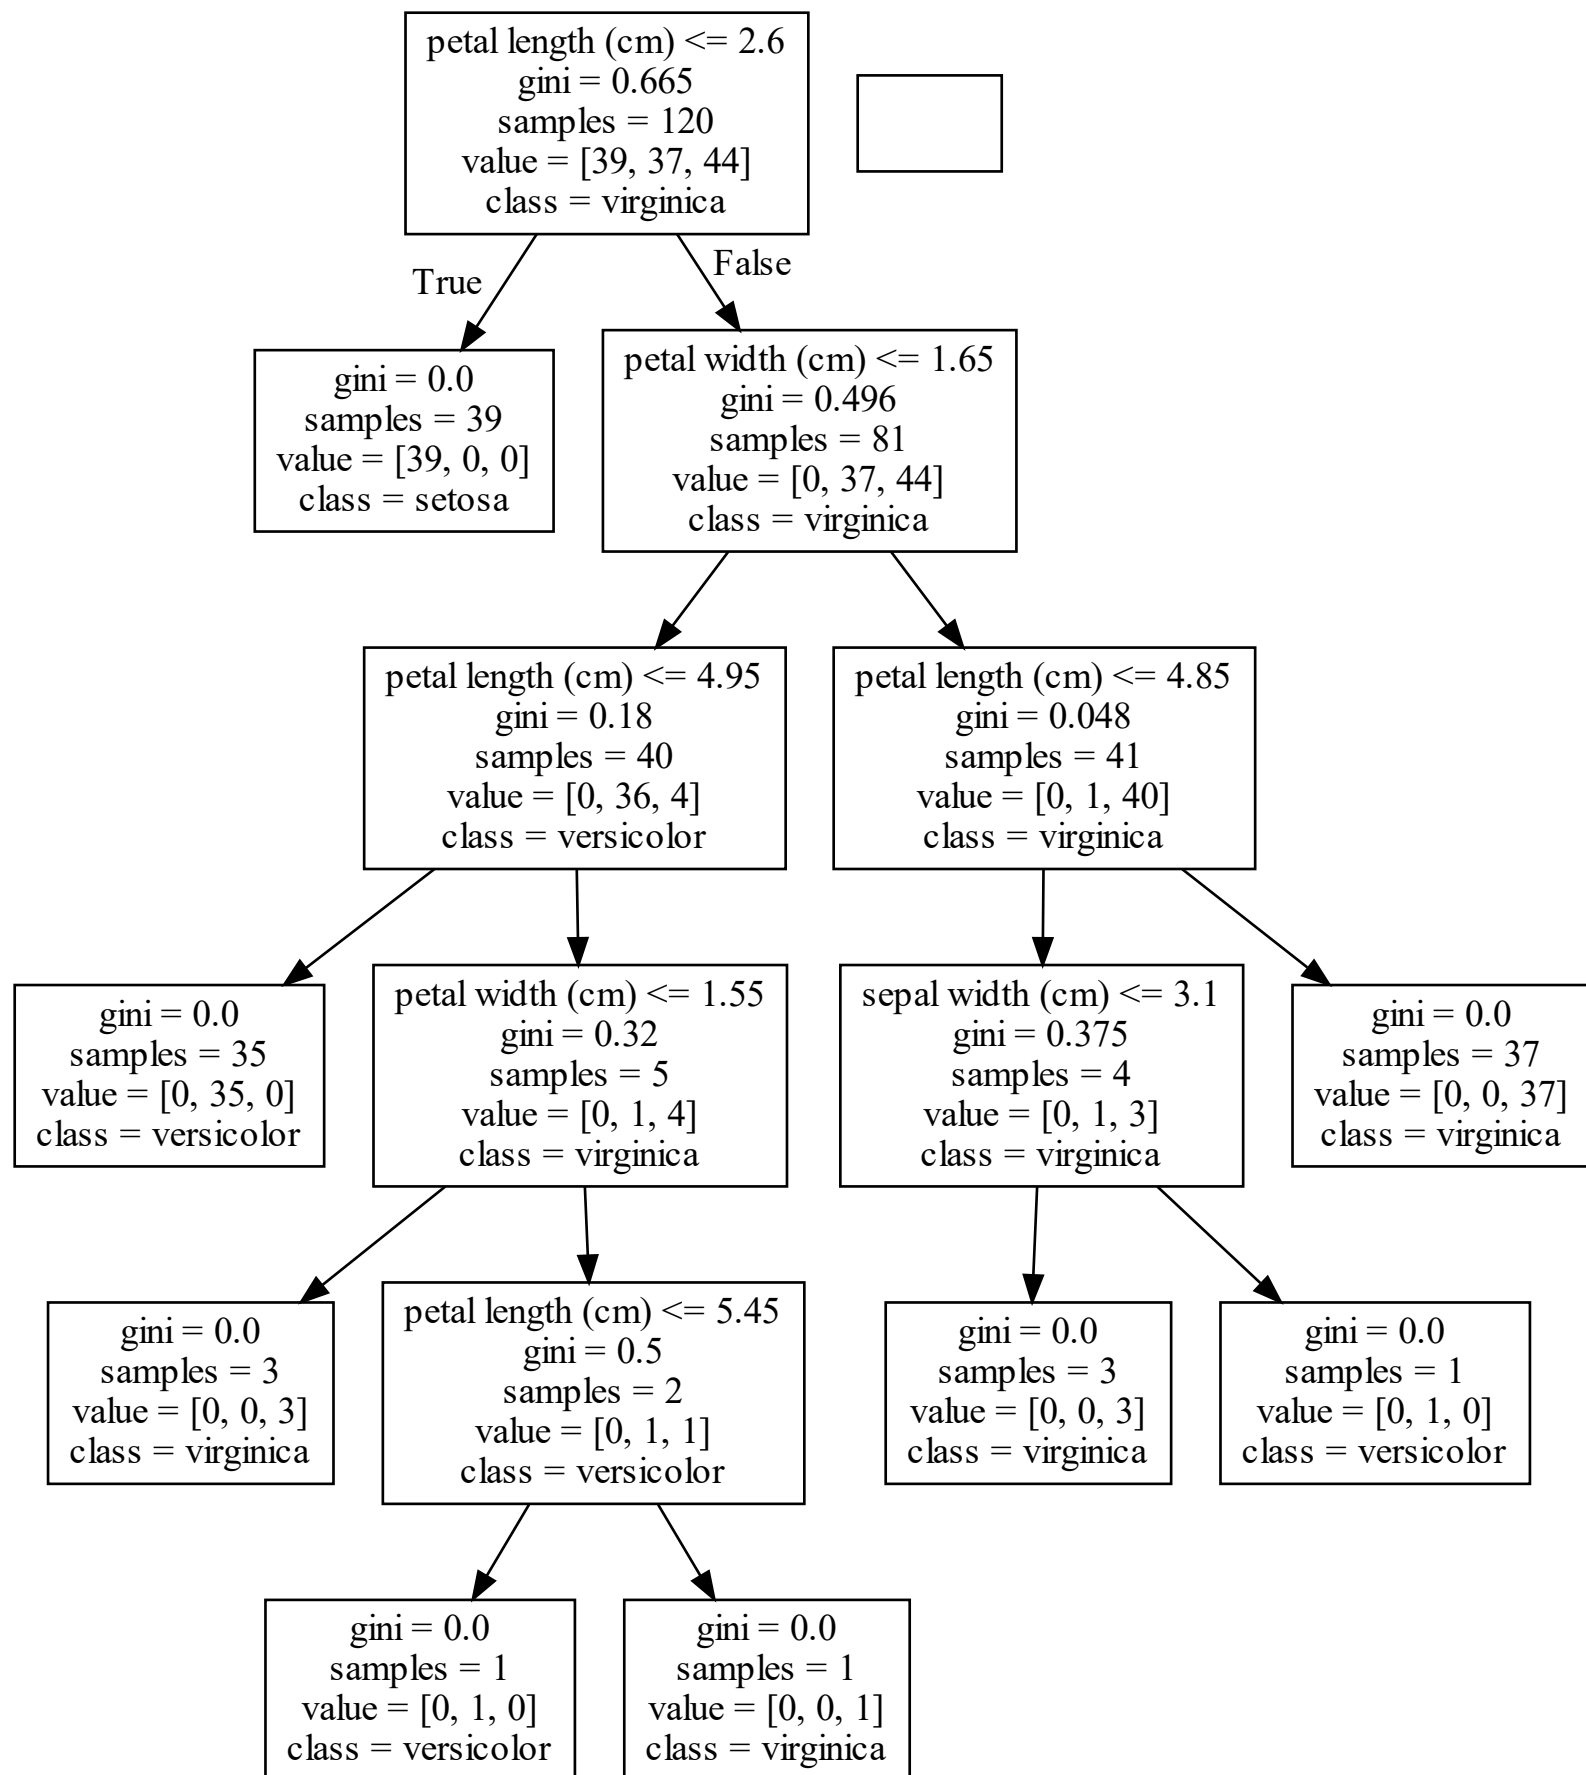 petal length (cm) <= 2.6
gini = 0.665
samples = 120
value = [39, 37, 44]
class = virginica
True
False
gini = 0.0
samples = 39
value = [39, 0, 0]
class = setosa
petal width (cm) <= 1.65
gini = 0.496
samples = 81
value = [0, 37, 44]
class = virginica
petal length (cm) <= 4.95
gini = 0.18
samples = 40
value = [0, 36, 4]
class = versicolor
petal length (cm) <= 4.85
gini = 0.048
samples = 41
value = [0, 1, 40]
class = virginica
gini = 0.0
samples = 35
value = [0, 35, 0]
class = versicolor
petal width (cm) <= 1.55
gini = 0.32
samples = 5
value = [0, 1, 4]
class = virginica
sepal width (cm) <= 3.1
gini = 0.375
samples = 4
value = [0, 1, 3]
class = virginica
gini = 0.0
samples = 37
value = [0, 0, 37]
class = virginica
gini = 0.0
samples = 3
value = [0, 0, 3]
class = virginica
petal length (cm) <= 5.45
gini = 0.5
samples = 2
value = [0, 1, 1]
class = versicolor
gini = 0.0
samples = 3
value = [0, 0, 3]
class = virginica
gini = 0.0
samples = 1
value = [0, 1, 0]
class = versicolor
gini = 0.0
samples = 1
value = [0, 1, 0]
class = versicolor
gini = 0.0
samples = 1
value = [0, 0, 1]
class = virginica